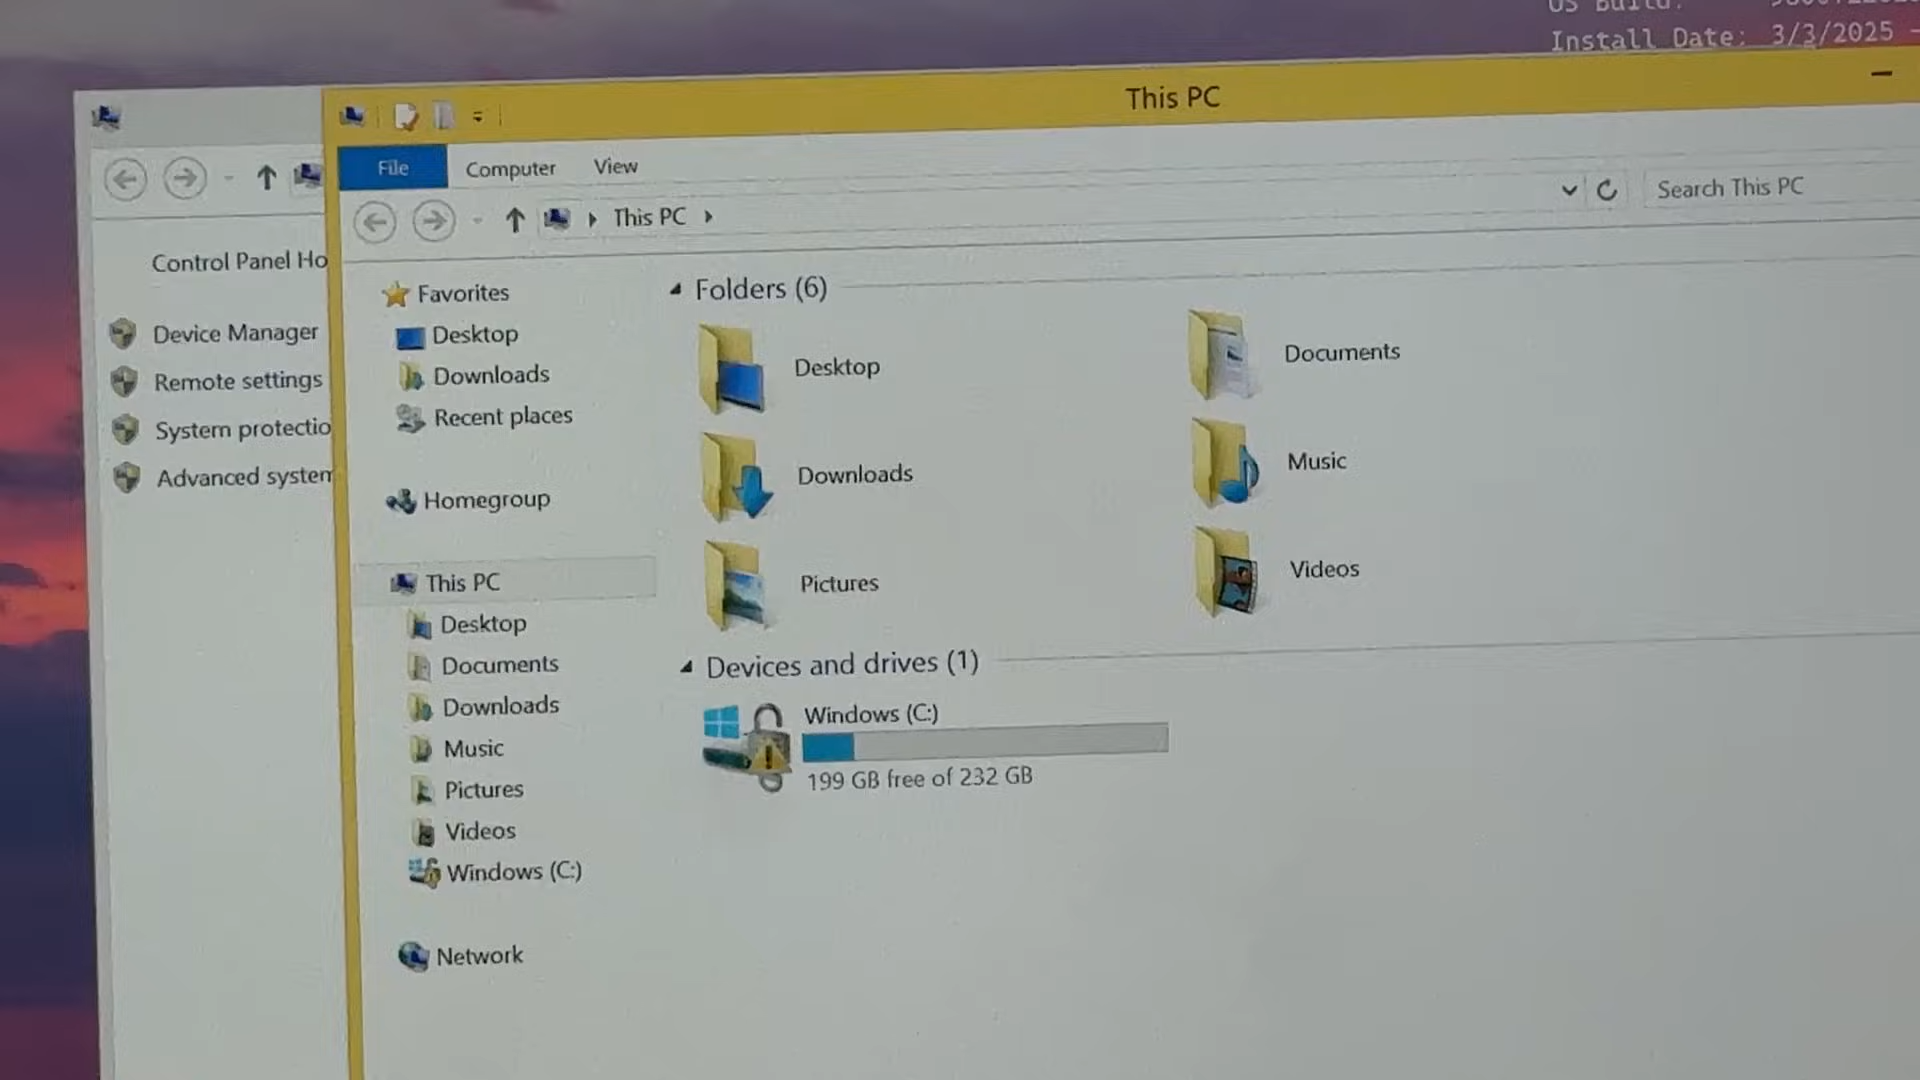 Install Date: 3/3/2025 -
This PC
File Computer View
This PC
Search This PC
Control Panel Ho
Device Manager
Remote settings
System protectio
Advanced system
Favorites
Desktop
Downloads
Recent places
Homegroup
This PC
Desktop
Documents
Downloads
Music
Pictures
Videos
Windows (C:)
Network
Folders (6)
Desktop
Documents
Downloads
Music
Pictures
Videos
Devices and drives (1)
Windows (C:)
199 GB free of 232 GB